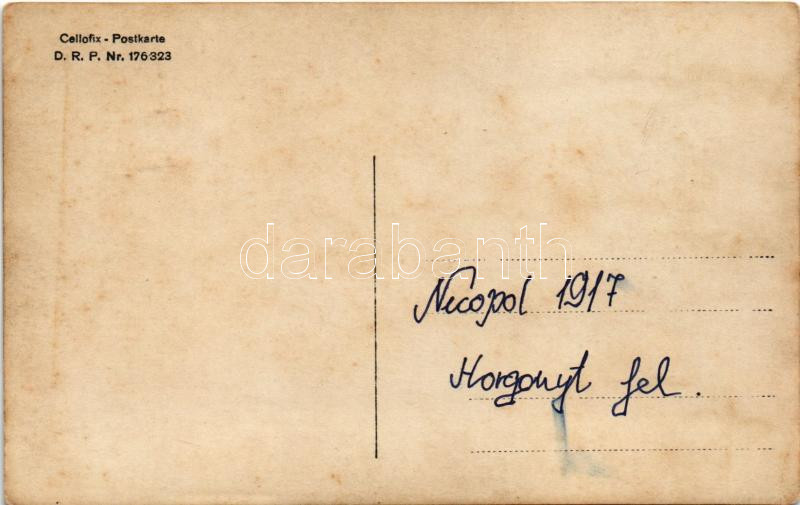 Cellofix - Postkarte
D. R. P. Nr. 176323
darabanth
Nicopol 1917
Horgonyt fel.